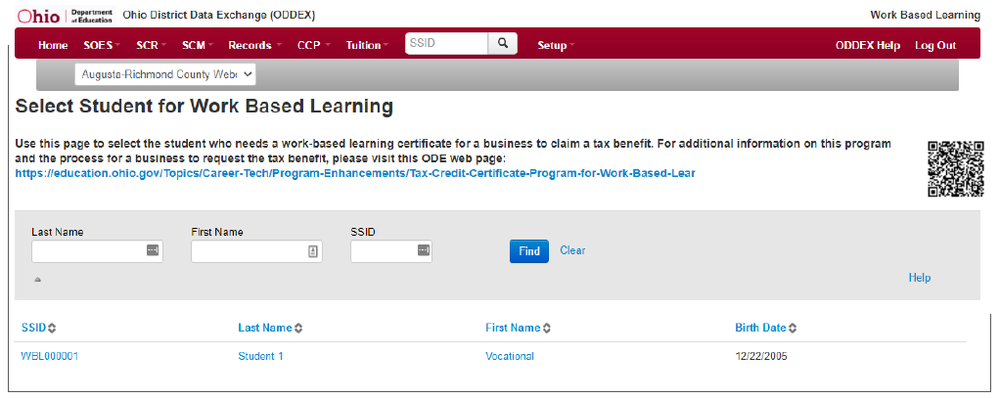 Ohio Department of Education Ohio District Data Exchange (ODDEX) Work Based Learning
Home SOES SCR SCM Records CCP Tuition SSID Setup ODDEX Help Log Out
Augusta-Richmond County Web
Select Student for Work Based Learning
Use this page to select the student who needs a work-based learning certificate for a business to claim a tax benefit. For additional information on this program
and the process for a business to request the tax benefit, please visit this ODE web page:
https://education.ohio.gov/Topics/Career-Tech/Program-Enhancements/Tax-Credit-Certificate-Program-for-Work-Based-Lear
Last Name First Name SSID
Find Clear
Help
SSID Last Name First Name Birth Date
WBL000001 Student 1 Vocational 12/22/2005